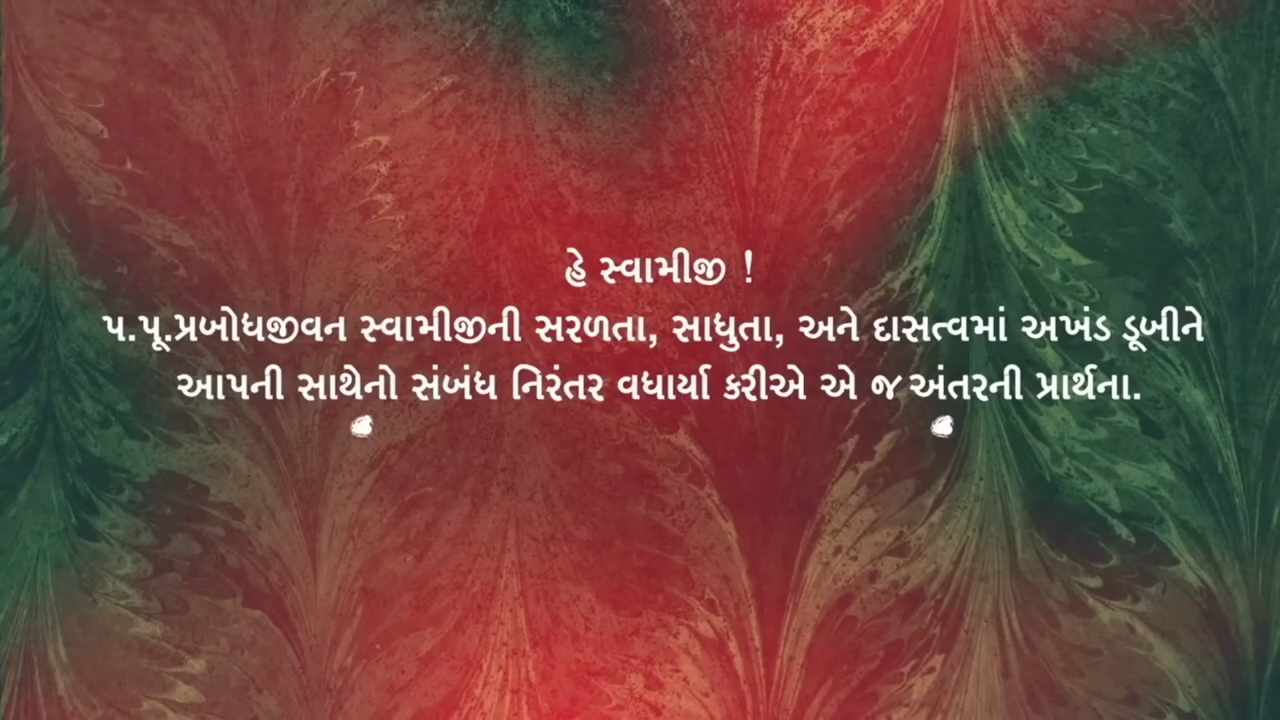 હે સ્વામીજી !
પ.પૂ.પ્રબોધજીવન સ્વામીજીની સરળતા, સાધુતા, અને દાસત્વમાં અખંડ ડૂબીને
આપની સાથેનો સંબંધ નિરંતર વધાર્યા કરીએ એ જ અંતરની પ્રાર્થના.